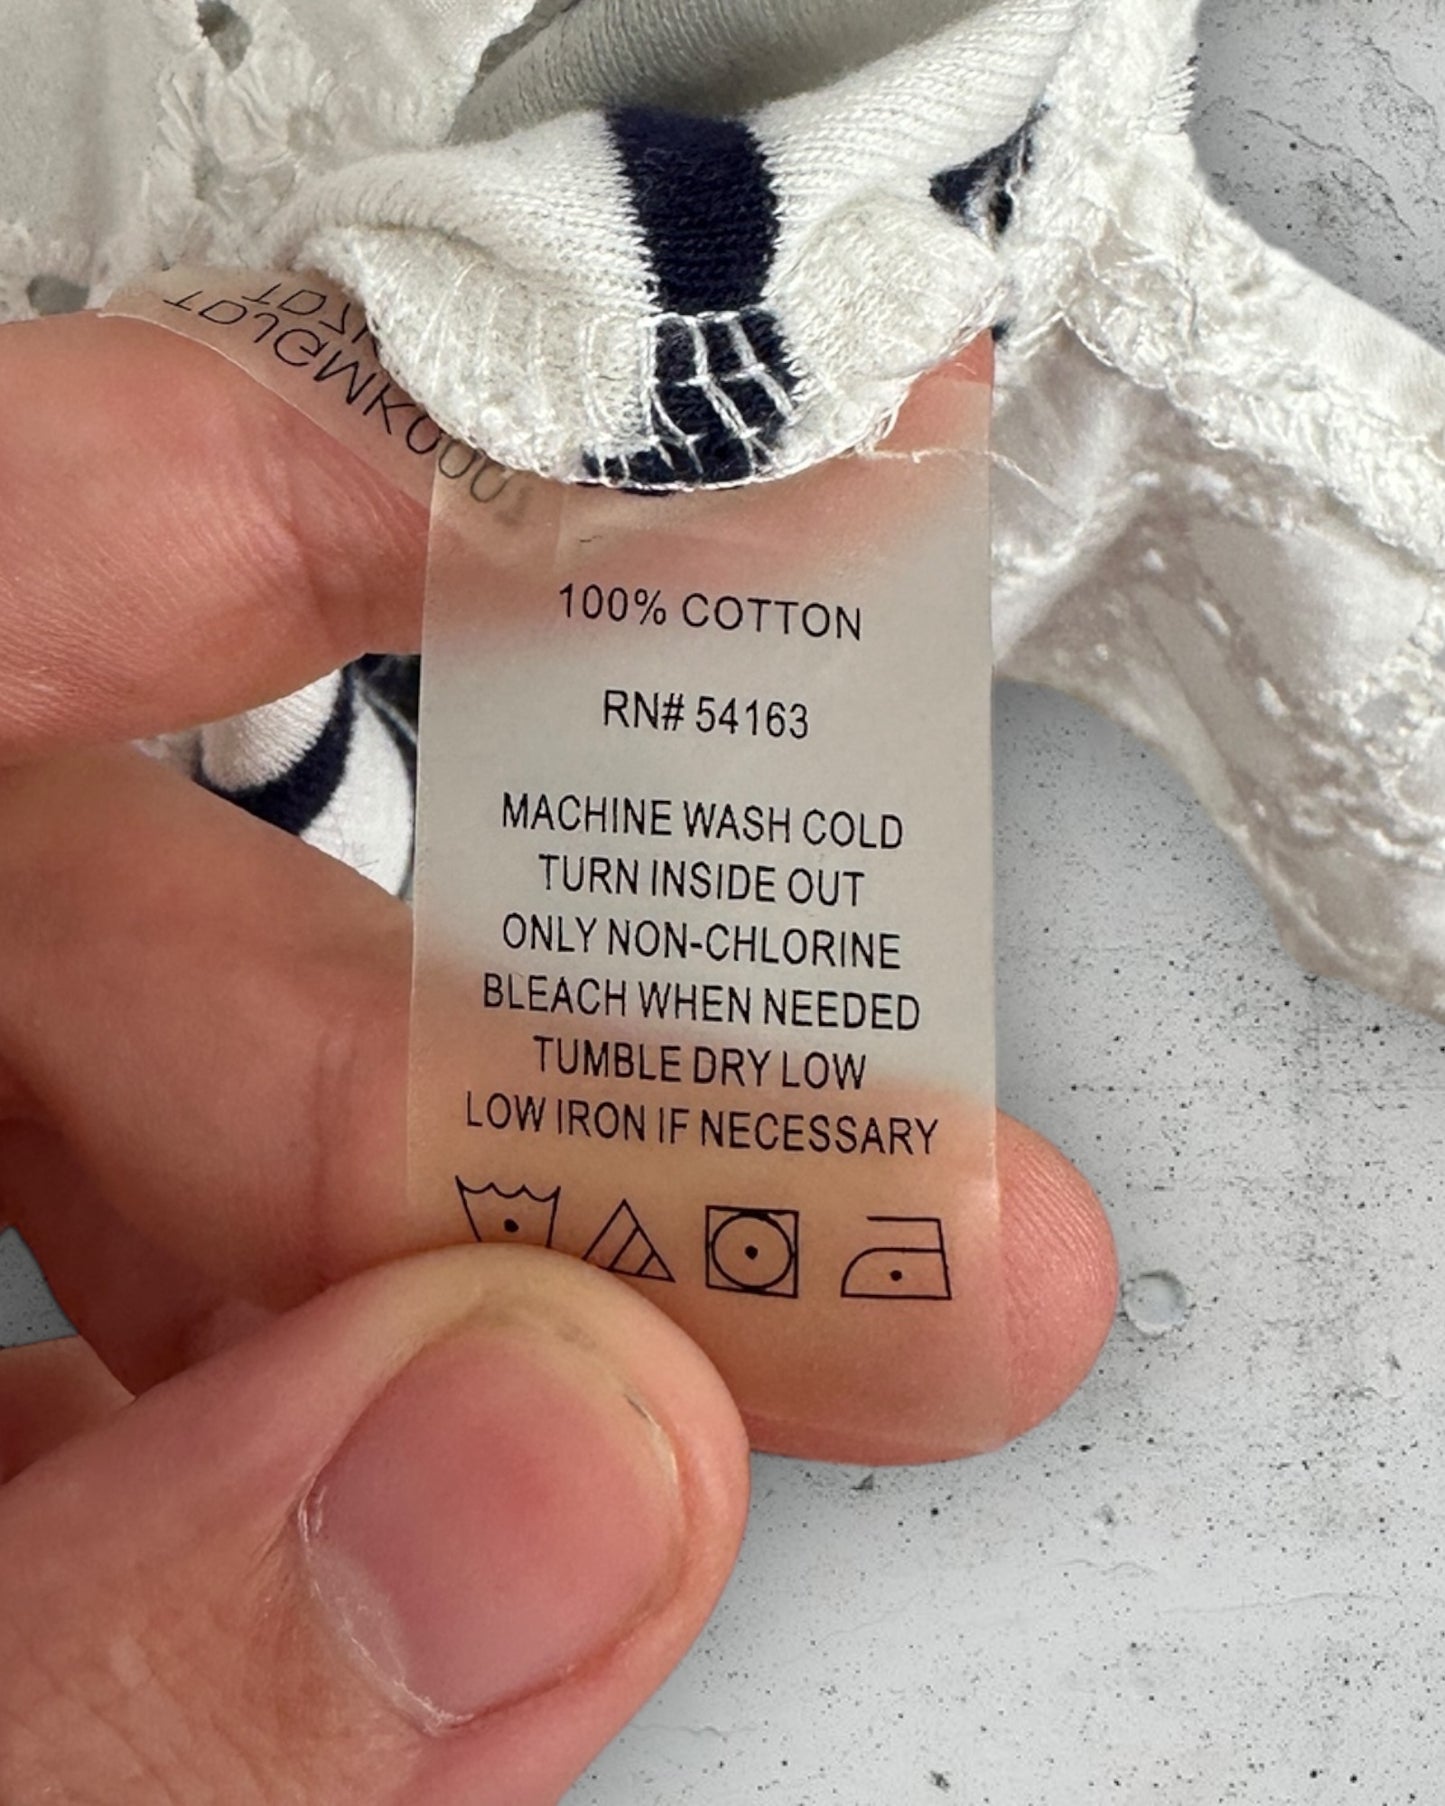 100% COTTON
RN# 54163
MACHINE WASH COLD
TURN INSIDE OUT
ONLY NON-CHLORINE
BLEACH WHEN NEEDED
TUMBLE DRY LOW
LOW IRON IF NECESSARY